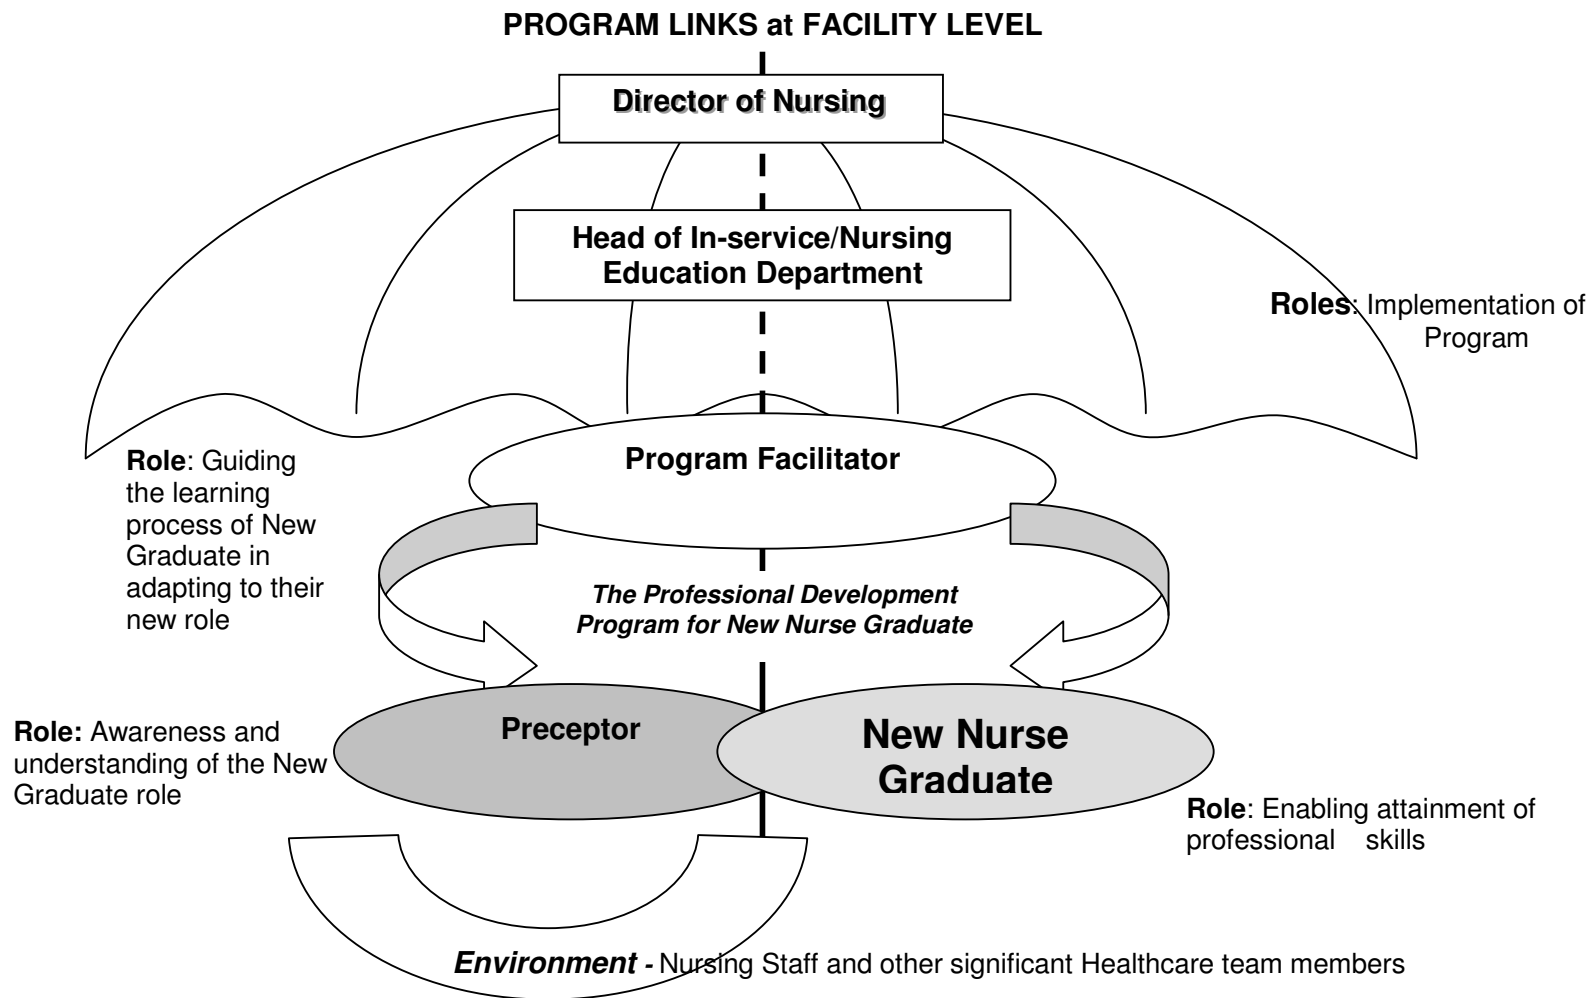 PROGRAM LINKS at FACILITY LEVEL
Director of Nursing
Head of In-service/Nursing
Education Department
Roles: Implementation of
Program
Program Facilitator
Role: Guiding
the learning
process of New
Graduate in
adapting to their
new role
The Professional Development
Program for New Nurse Graduate
Preceptor
New Nurse
Graduate
Role: Awareness and
understanding of the New
Graduate role
Role: Enabling attainment of
professional skills
Environment - Nursing Staff and other significant Healthcare team members